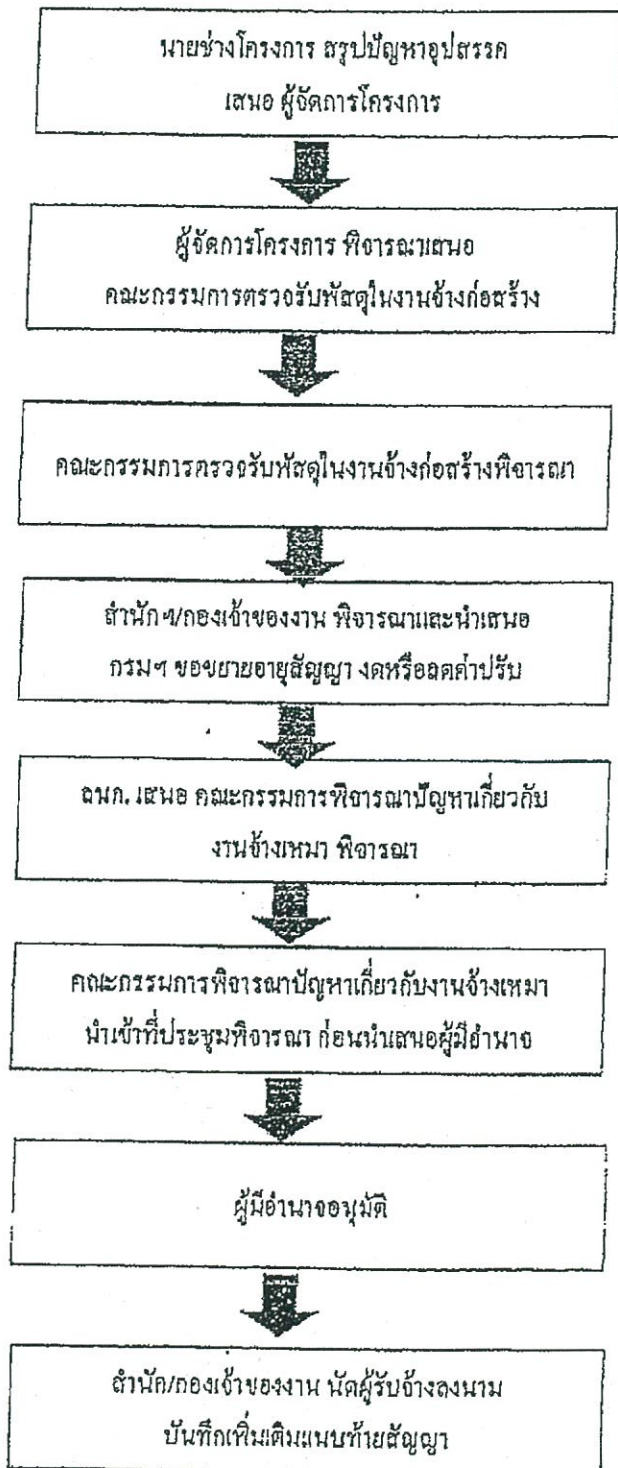 นายช่างโครงการ สรุปปัญหาอุปสรรค
เสนอ ผู้จัดการโครงการ
ผู้จัดการโครงการ พิจารณาเสนอ
คณะกรรมการตรวจรับพัสดุในงานจ้างก่อสร้าง
คณะกรรมการตรวจรับพัสดุในงานจ้างก่อสร้างพิจารณา
สำนักฯ/กองเจ้าของงาน พิจารณาและนำเสนอ
กรมฯ ขอขยายอายุสัญญา งดหรือลดค่าปรับ
ลนก. เสนอ คณะกรรมการพิจารณาปัญหาเกี่ยวกับ
งานจ้างเหมา พิจารณา
คณะกรรมการพิจารณาปัญหาเกี่ยวกับงานจ้างเหมา
นำเข้าที่ประชุมพิจารณา ก่อนนำเสนอผู้มีอำนาจ
ผู้มีอำนาจอนุมัติ
สำนัก/กองเจ้าของงาน นัดผู้รับจ้างลงนาม
บันทึกเพิ่มเติมแนบท้ายสัญญา